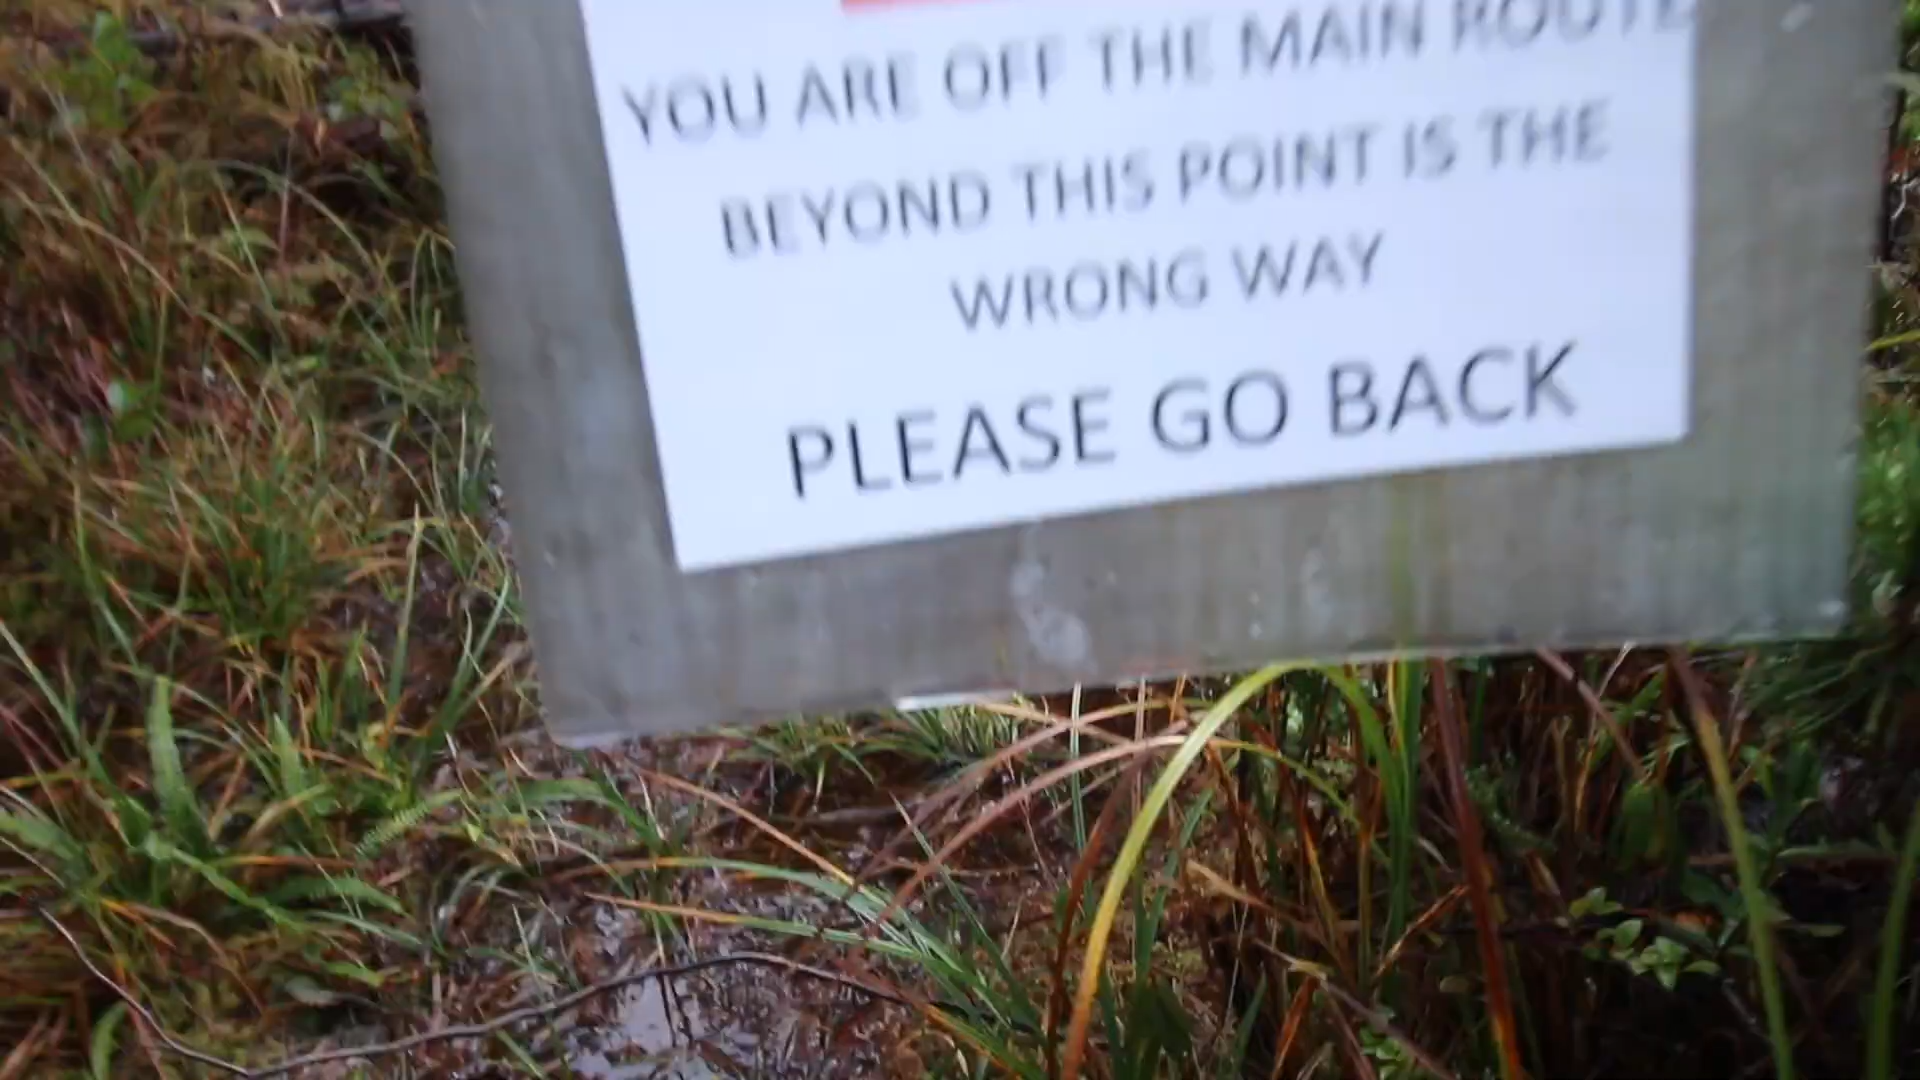 YOU ARE OFF THE MAIN ROUTE
BEYOND THIS POINT IS THE
WRONG WAY
PLEASE GO BACK